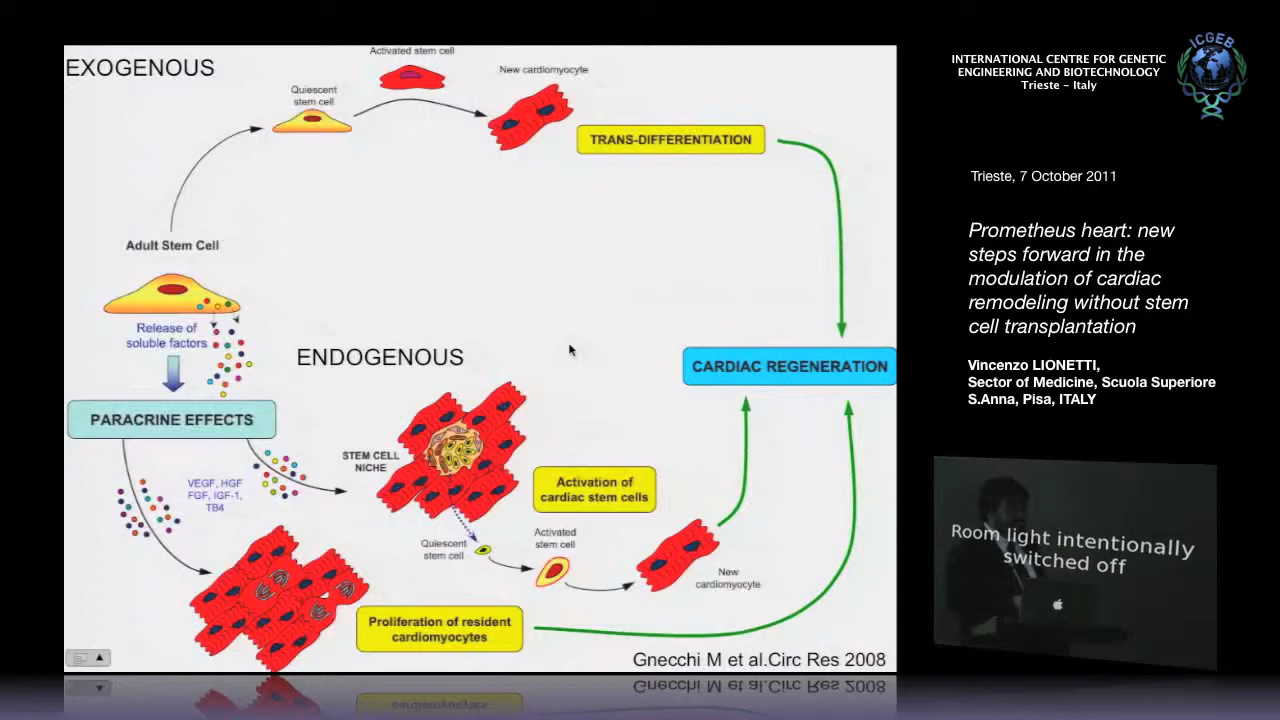 EXOGENOUS
Activated stem cell
New cardiomyocyte
Quiescent
stem cell
TRANS-DIFFERENTIATION
Adult Stem Cell
Release of
soluble factors
ENDOGENOUS
CARDIAC REGENERATION
PARACRINE EFFECTS
STEM CELL
NICHE
VEGF, HGF
FGF, IGF-1,
TB4
Activation of
cardiac stem cells
Quiescent
stem cell
Activated
stem cell
New
cardiomyocyte
Proliferation of resident
cardiomyocytes
Gnecchi M et al.Circ Res 2008
INTERNATIONAL CENTRE FOR GENETIC
ENGINEERING AND BIOTECHNOLOGY
Trieste - Italy
ICGEB
Trieste, 7 October 2011
Prometheus heart: new
steps forward in the
modulation of cardiac
remodeling without stem
cell transplantation
Vincenzo LIONETTI,
Sector of Medicine, Scuola Superiore
S.Anna, Pisa, ITALY
Room light intentionally
switched off